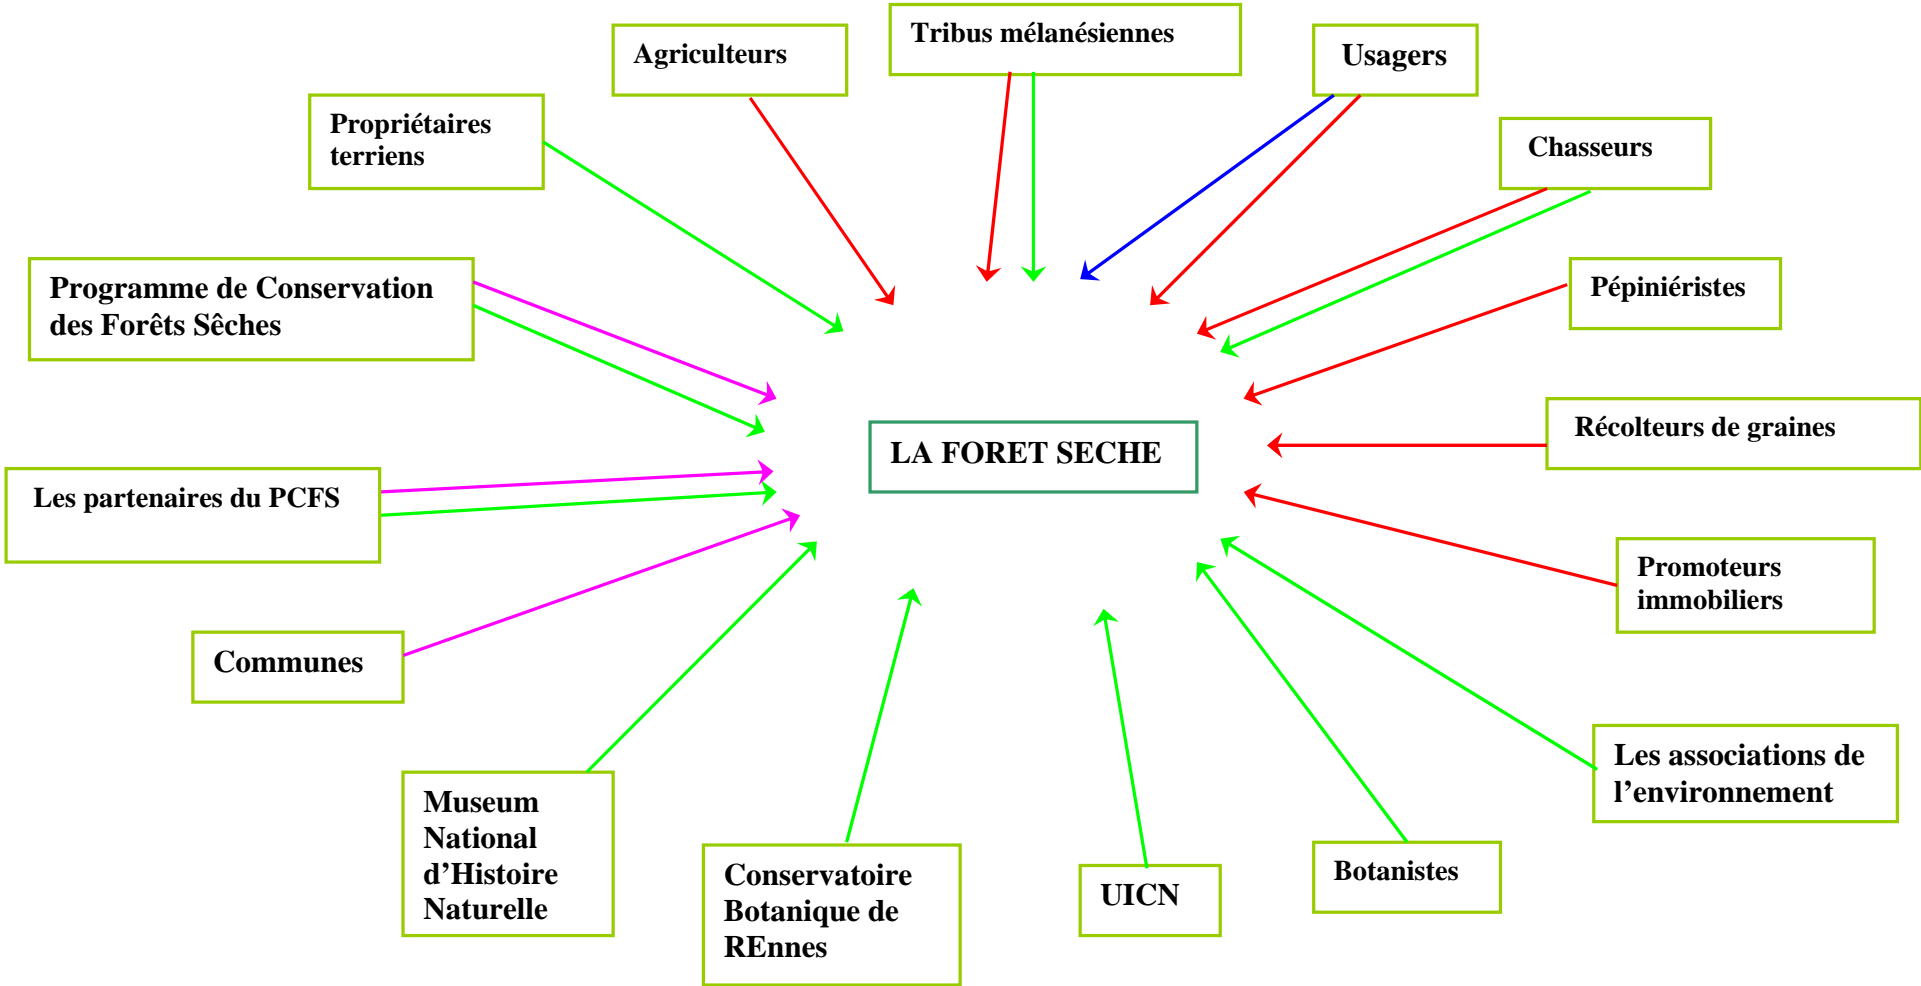 Tribus mélanésiennes
Agriculteurs
Usagers
Propriétaires
terriens
Chasseurs
Programme de Conservation
des Forêts Sêches
Pépiniéristes
LA FORET SECHE
Récolteurs de graines
Les partenaires du PCFS
Promoteurs
immobiliers
Communes
Les associations de
l’environnement
Museum
National
d’Histoire
Naturelle
Conservatoire
Botanique de
REnnes
UICN
Botanistes